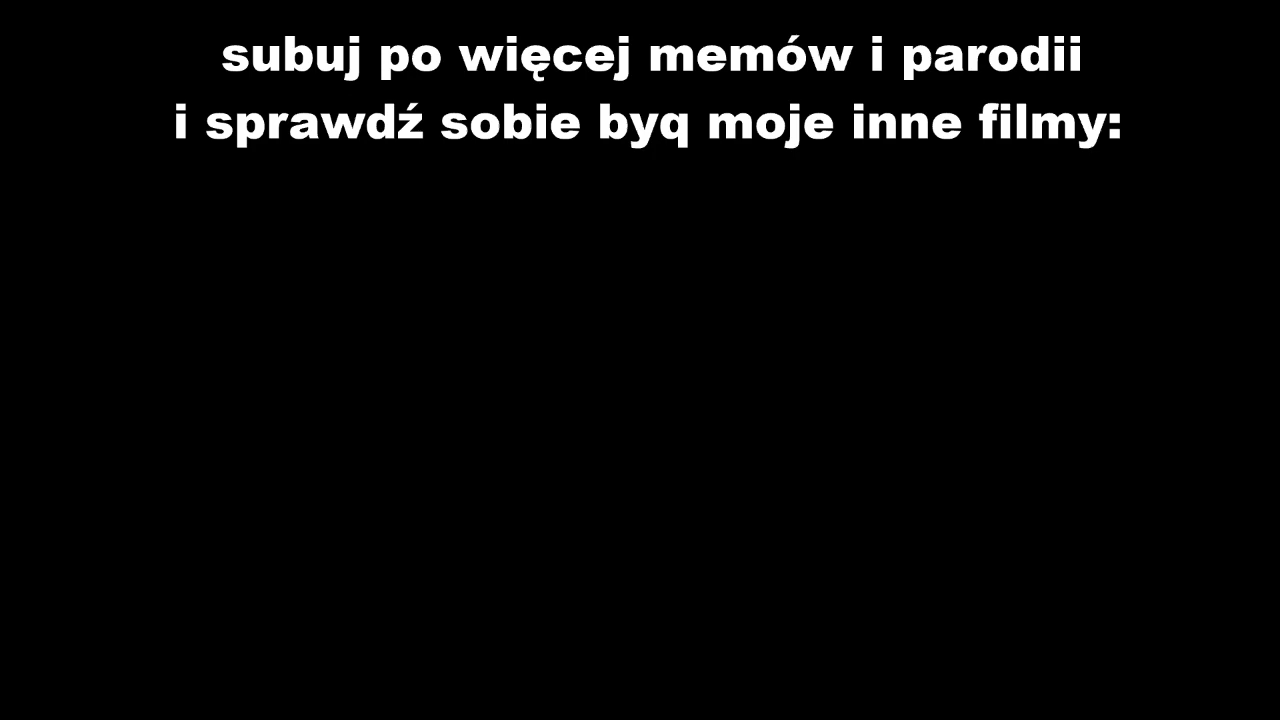 subuj po więcej memów i parodii
i sprawdź sobie byq moje inne filmy: